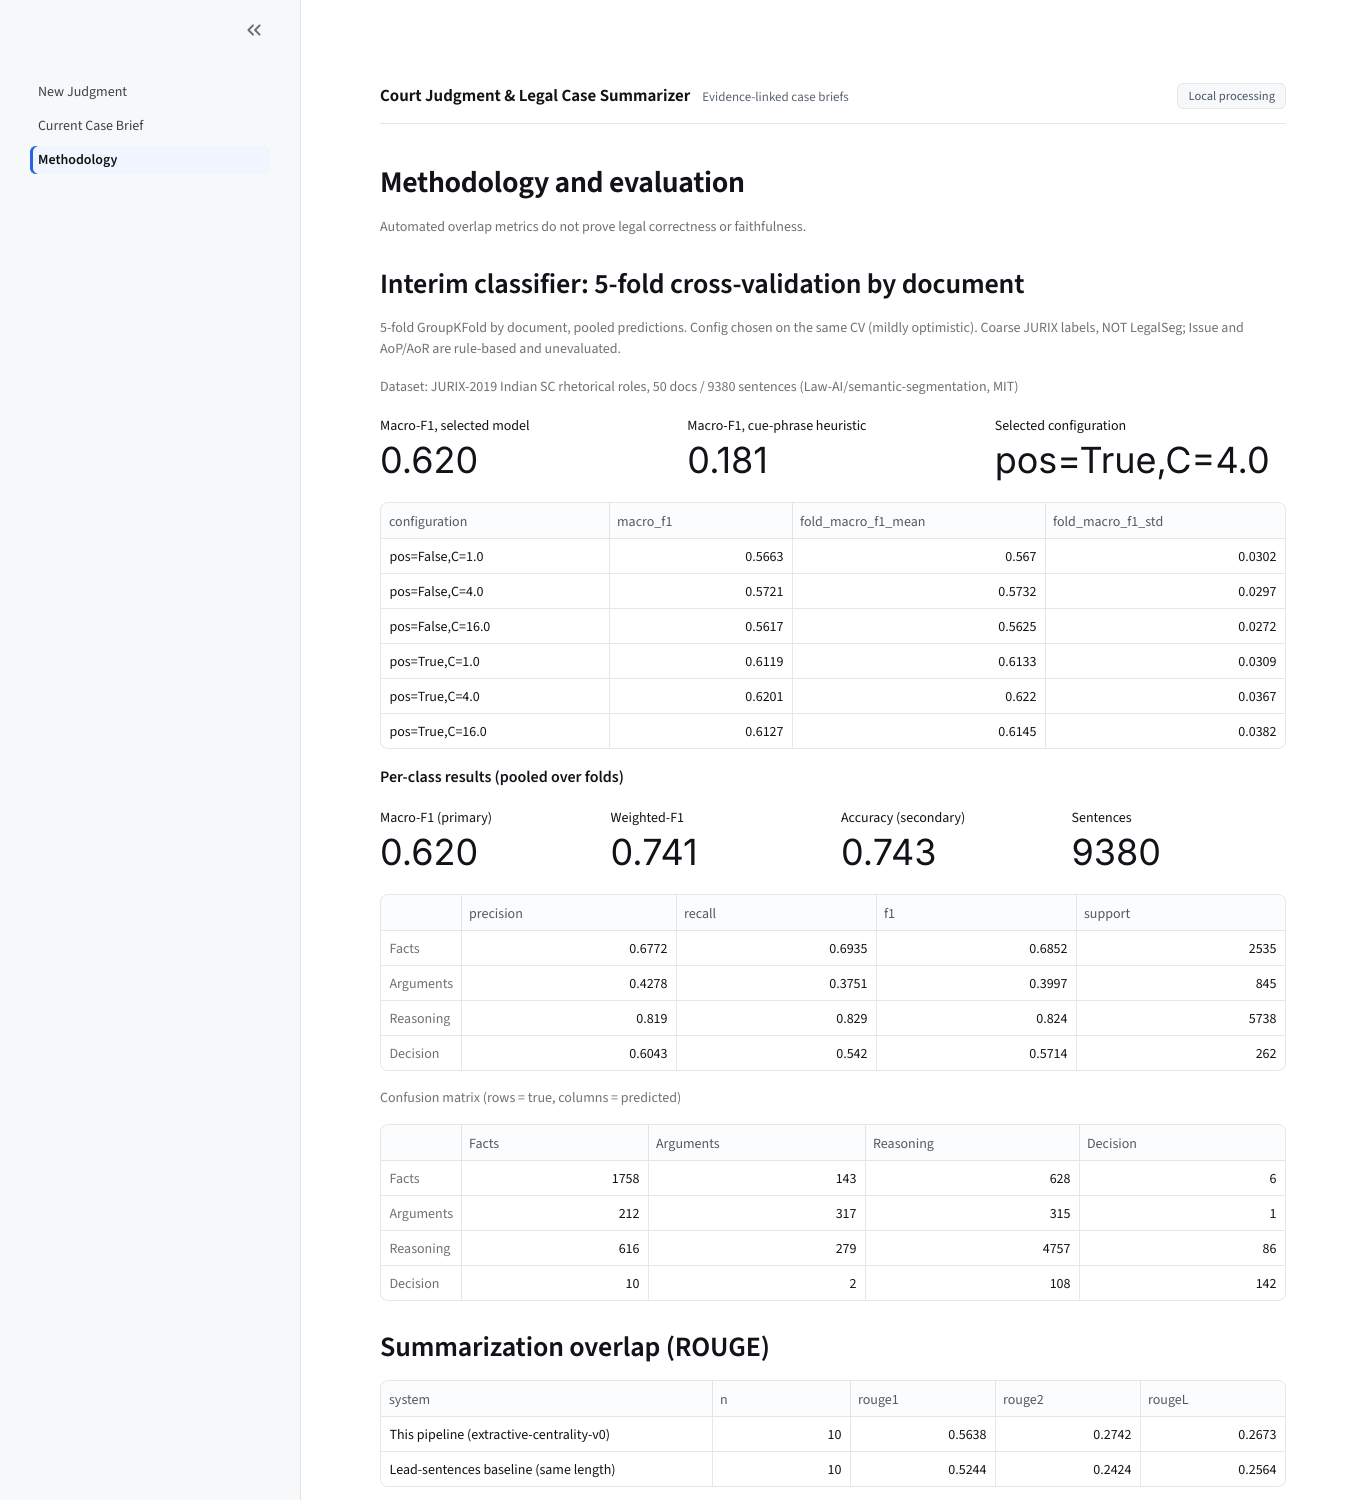 New Judgment
Current Case Brief
Methodology
Court Judgment & Legal Case Summarizer Evidence-linked case briefs Local processing
Methodology and evaluation
Automated overlap metrics do not prove legal correctness or faithfulness.
Interim classifier: 5-fold cross-validation by document
5-fold GroupKFold by document, pooled predictions. Config chosen on the same CV (mildly optimistic). Coarse JURIX labels, NOT LegalSeg; Issue and
AoP/AoR are rule-based and unevaluated.
Dataset: JURIX-2019 Indian SC rhetorical roles, 50 docs / 9380 sentences (Law-AI/semantic-segmentation, MIT)
Macro-F1, selected model Macro-F1, cue-phrase heuristic Selected configuration
0.620 0.181 pos=True,C=4.0
configuration macro_f1 fold_macro_f1_mean fold_macro_f1_std
pos=False,C=1.0 0.5663 0.567 0.0302
pos=False,C=4.0 0.5721 0.5732 0.0297
pos=False,C=16.0 0.5617 0.5625 0.0272
pos=True,C=1.0 0.6119 0.6133 0.0309
pos=True,C=4.0 0.6201 0.622 0.0367
pos=True,C=16.0 0.6127 0.6145 0.0382
Per-class results (pooled over folds)
Macro-F1 (primary) Weighted-F1 Accuracy (secondary) Sentences
0.620 0.741 0.743 9380
precision recall f1 support
Facts 0.6772 0.6935 0.6852 2535
Arguments 0.4278 0.3751 0.3997 845
Reasoning 0.819 0.829 0.824 5738
Decision 0.6043 0.542 0.5714 262
Confusion matrix (rows = true, columns = predicted)
Facts Arguments Reasoning Decision
Facts 1758 143 628 6
Arguments 212 317 315 1
Reasoning 616 279 4757 86
Decision 10 2 108 142
Summarization overlap (ROUGE)
system n rouge1 rouge2 rougeL
This pipeline (extractive-centrality-v0) 10 0.5638 0.2742 0.2673
Lead-sentences baseline (same length) 10 0.5244 0.2424 0.2564